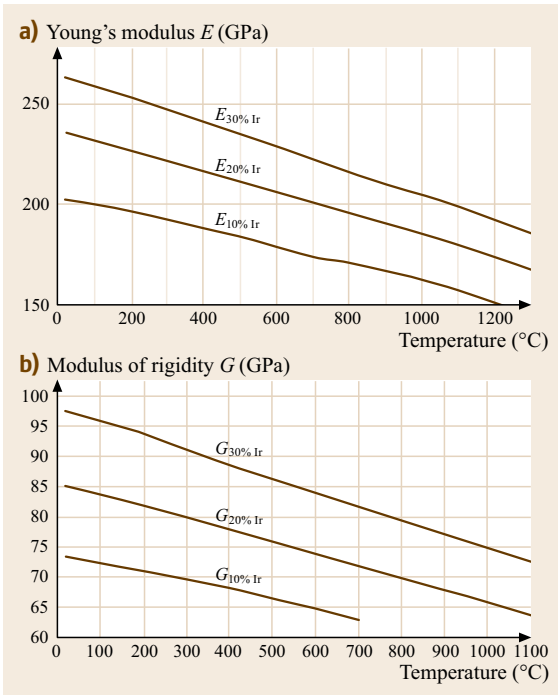 a) Young's modulus E (GPa)
250
E30% Ir
E20% Ir
200
E10% Ir
150
0 200 400 600 800 1000 1200
Temperature (°C)
b) Modulus of rigidity G (GPa)
100
95
90
G30% Ir
85
80
G20% Ir
75
70
G10% Ir
65
60
0 100 200 300 400 500 600 700 800 900 1000 1100
Temperature (°C)